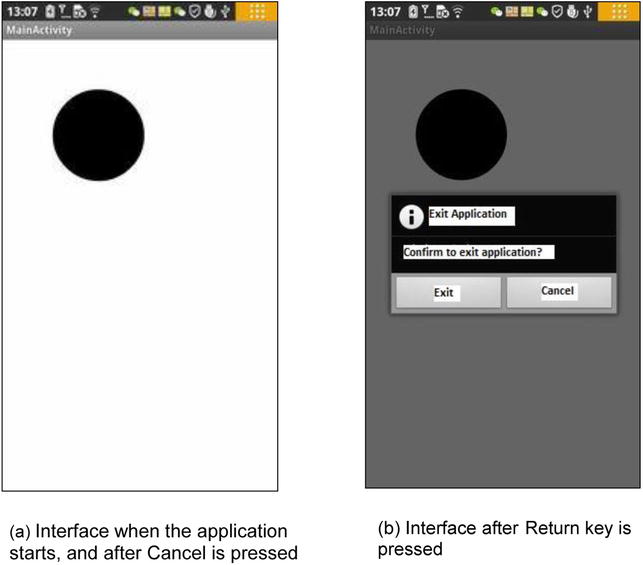 13:07
MainActivity
13:07
MainActivity
Exit Application
Confirm to exit application?
Exit
Cancel
(a) Interface when the application
starts, and after Cancel is pressed
(b) Interface after Return key is
pressed